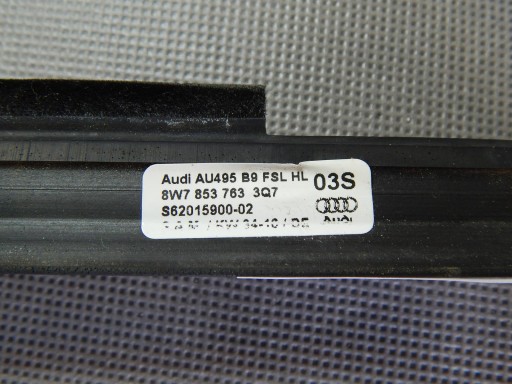 Audi AU495 B9 FSL HL 03S
8W7 853 763 3Q7
S62015900-02
AUDI